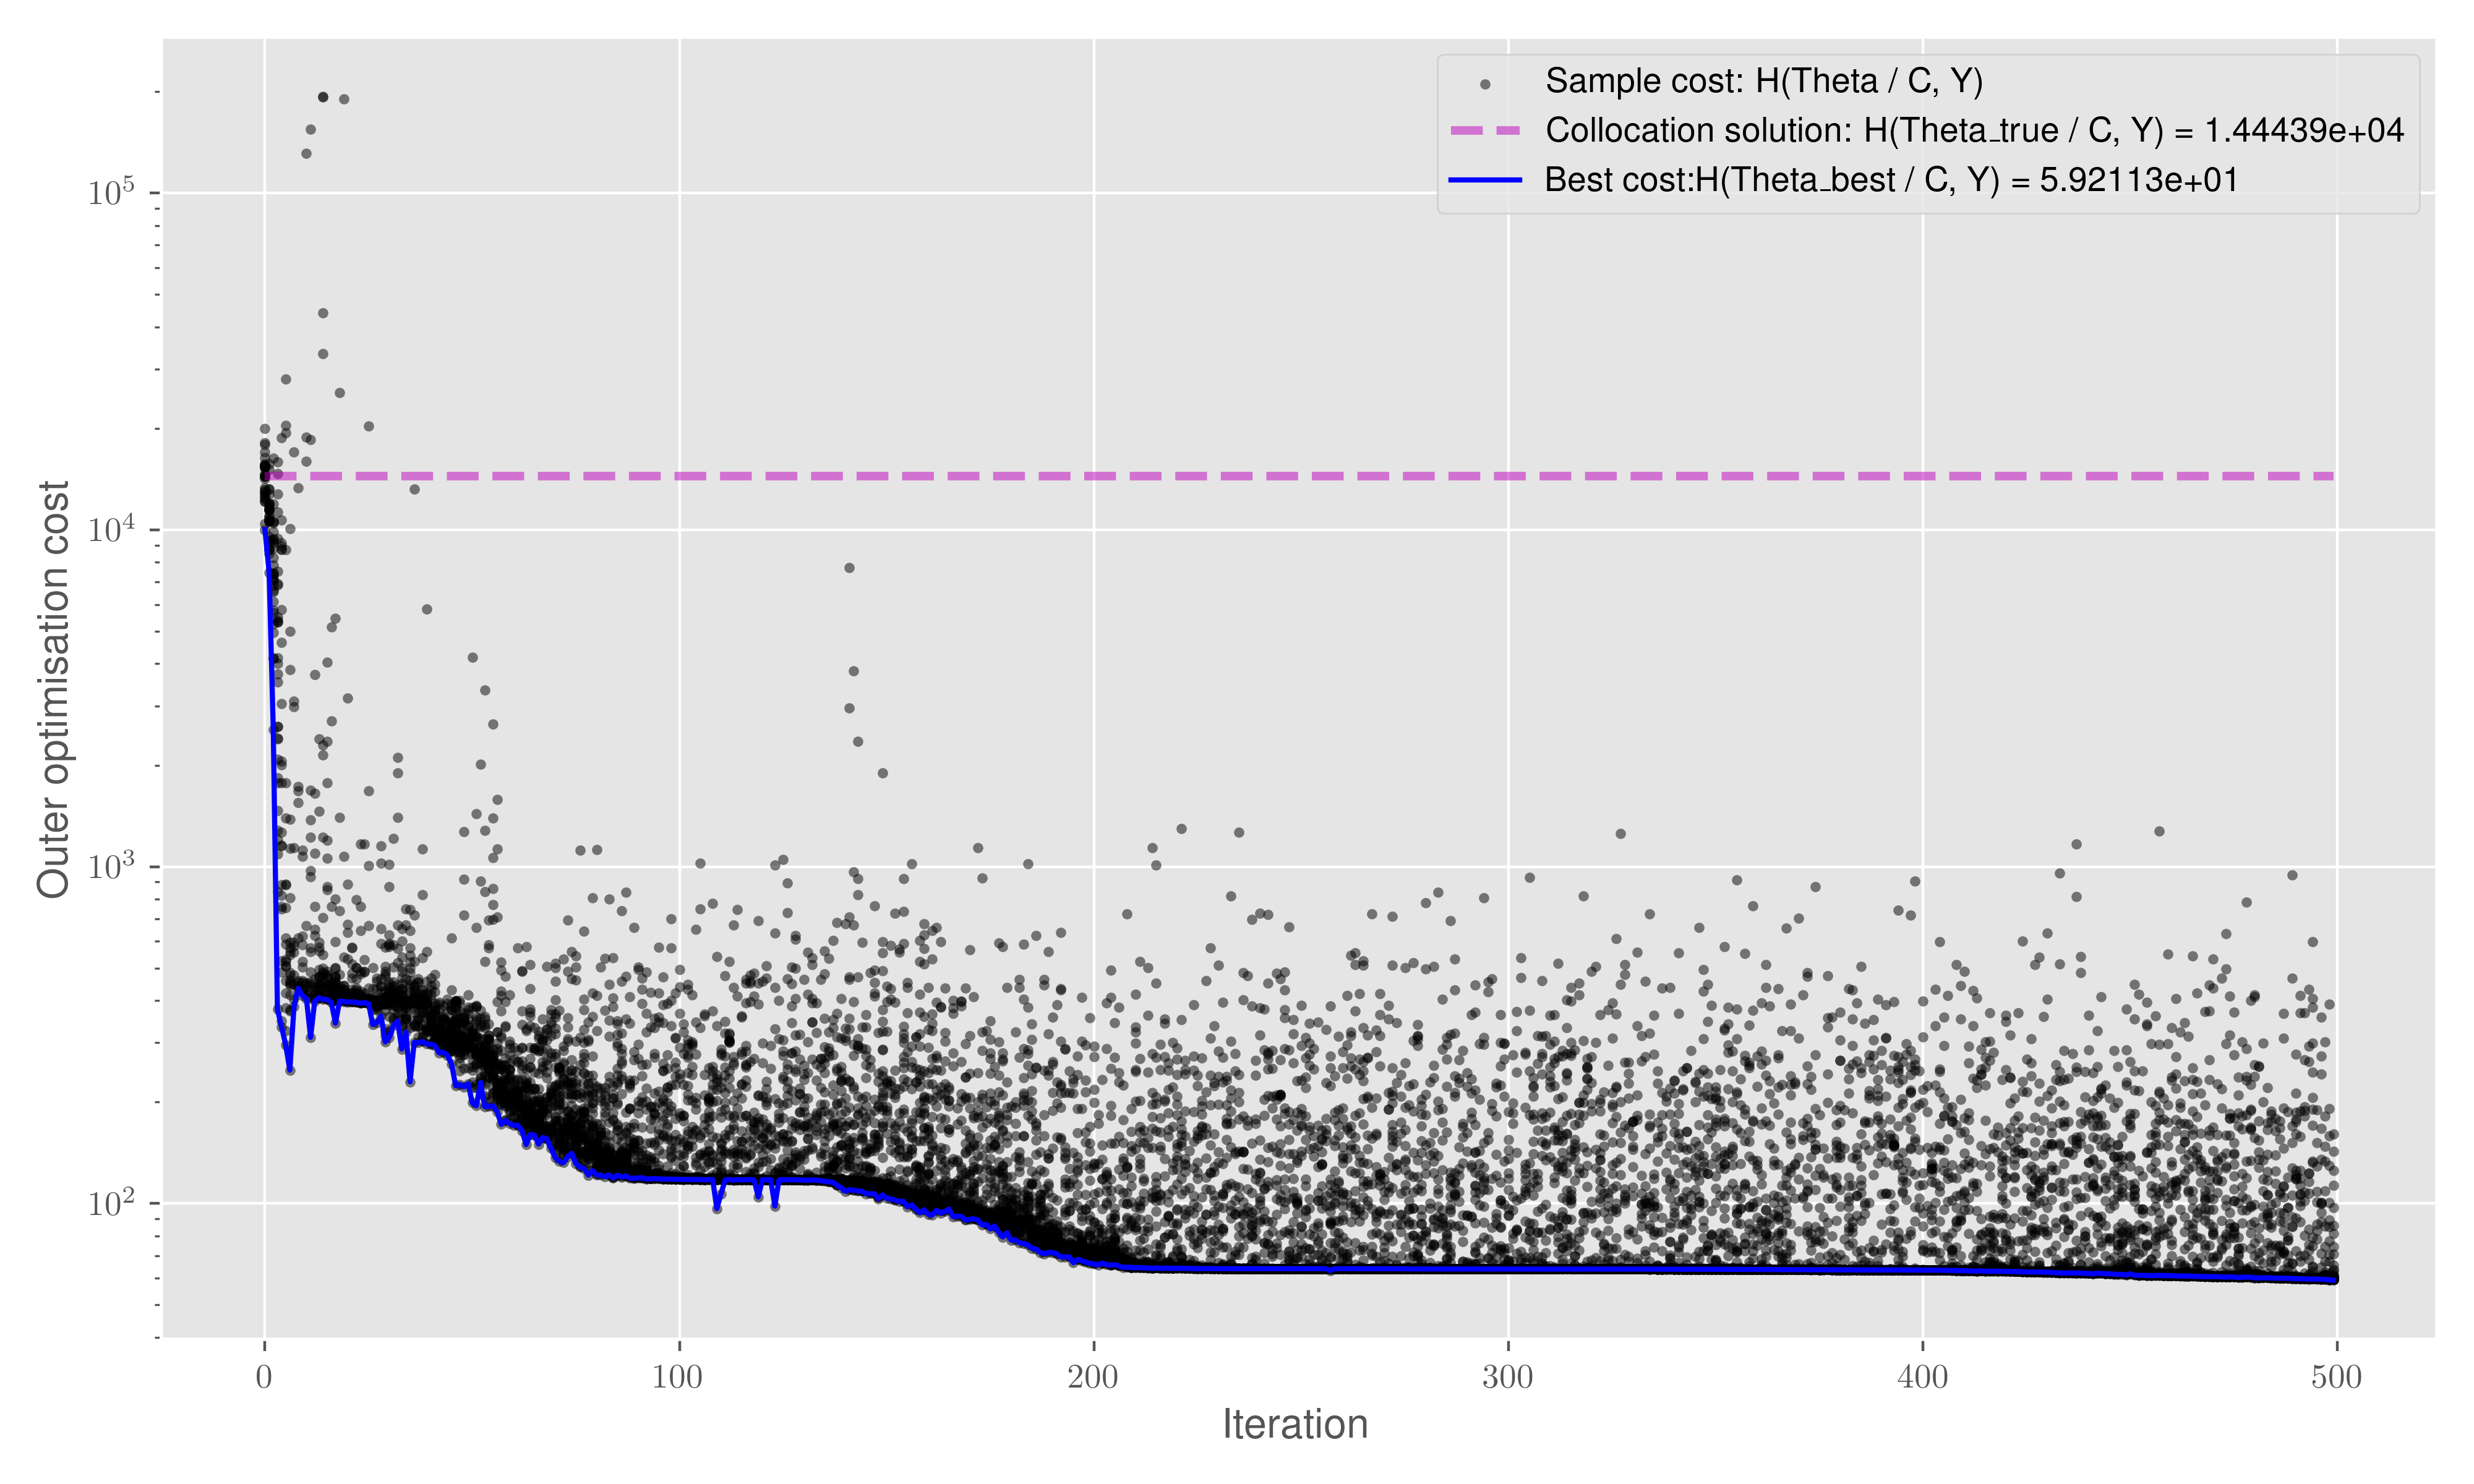 Sample cost: H(Theta / C, Y)
Collocation solution: H(Theta_true / C, Y) = 1.44439e+04
Best cost:H(Theta_best / C, Y) = 5.92113e+01
Outer optimisation cost
10^5
10^4
10^3
10^2
0 100 200 300 400 500
Iteration